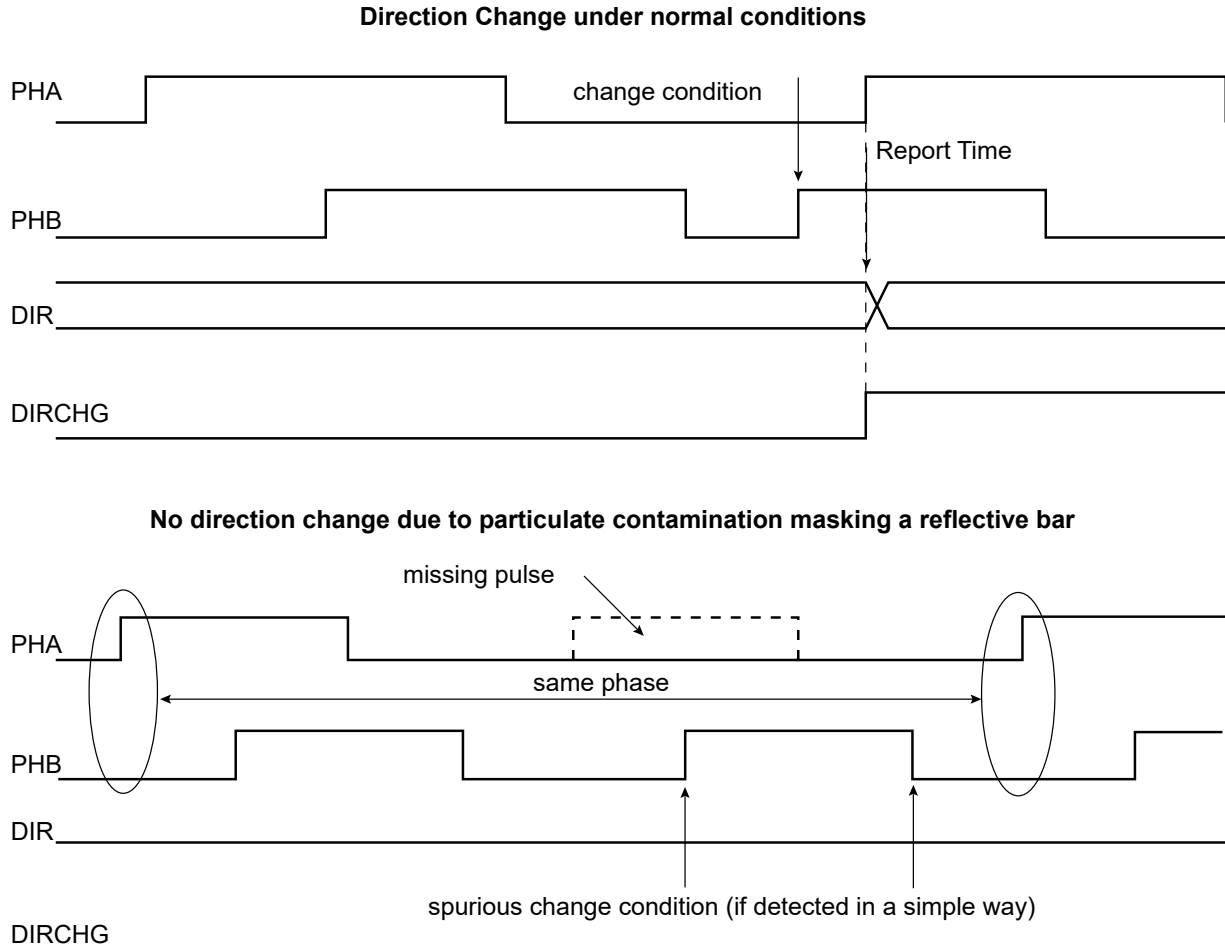 Direction Change under normal conditions
PHA
change condition
Report Time
PHB
DIR
DIRCHG
No direction change due to particulate contamination masking a reflective bar
missing pulse
PHA
same phase
PHB
DIR
spurious change condition (if detected in a simple way)
DIRCHG